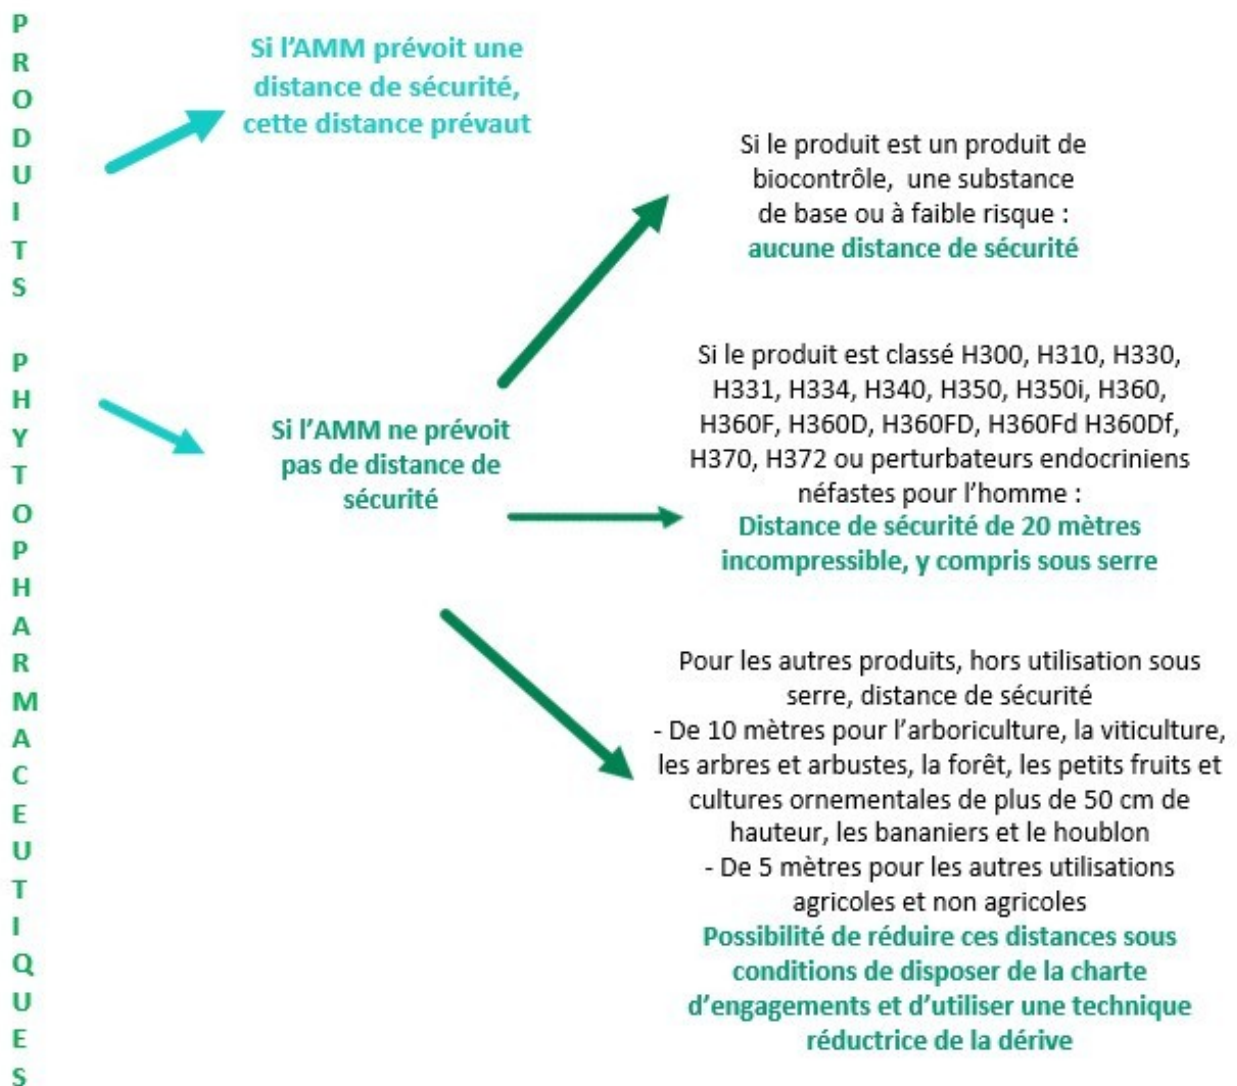 PRODUITS PHYTOPHARMACEUTIQUES
Si l'AMM prévoit une
distance de sécurité,
cette distance prévaut
Si l'AMM ne prévoit
pas de distance de
sécurité
Si le produit est un produit de
biocontrôle, une substance
de base ou à faible risque :
aucune distance de sécurité
Si le produit est classé H300, H310, H330,
H331, H334, H340, H350, H350i, H360,
H360F, H360D, H360FD, H360Fd H360Df,
H370, H372 ou perturbateurs endocriniens
néfastes pour l'homme :
Distance de sécurité de 20 mètres
incompressible, y compris sous serre
Pour les autres produits, hors utilisation sous
serre, distance de sécurité
- De 10 mètres pour l'arboriculture, la viticulture,
les arbres et arbustes, la forêt, les petits fruits et
cultures ornementales de plus de 50 cm de
hauteur, les bananiers et le houblon
- De 5 mètres pour les autres utilisations
agricoles et non agricoles
Possibilité de réduire ces distances sous
conditions de disposer de la charte
d'engagements et d'utiliser une technique
réductrice de la dérive